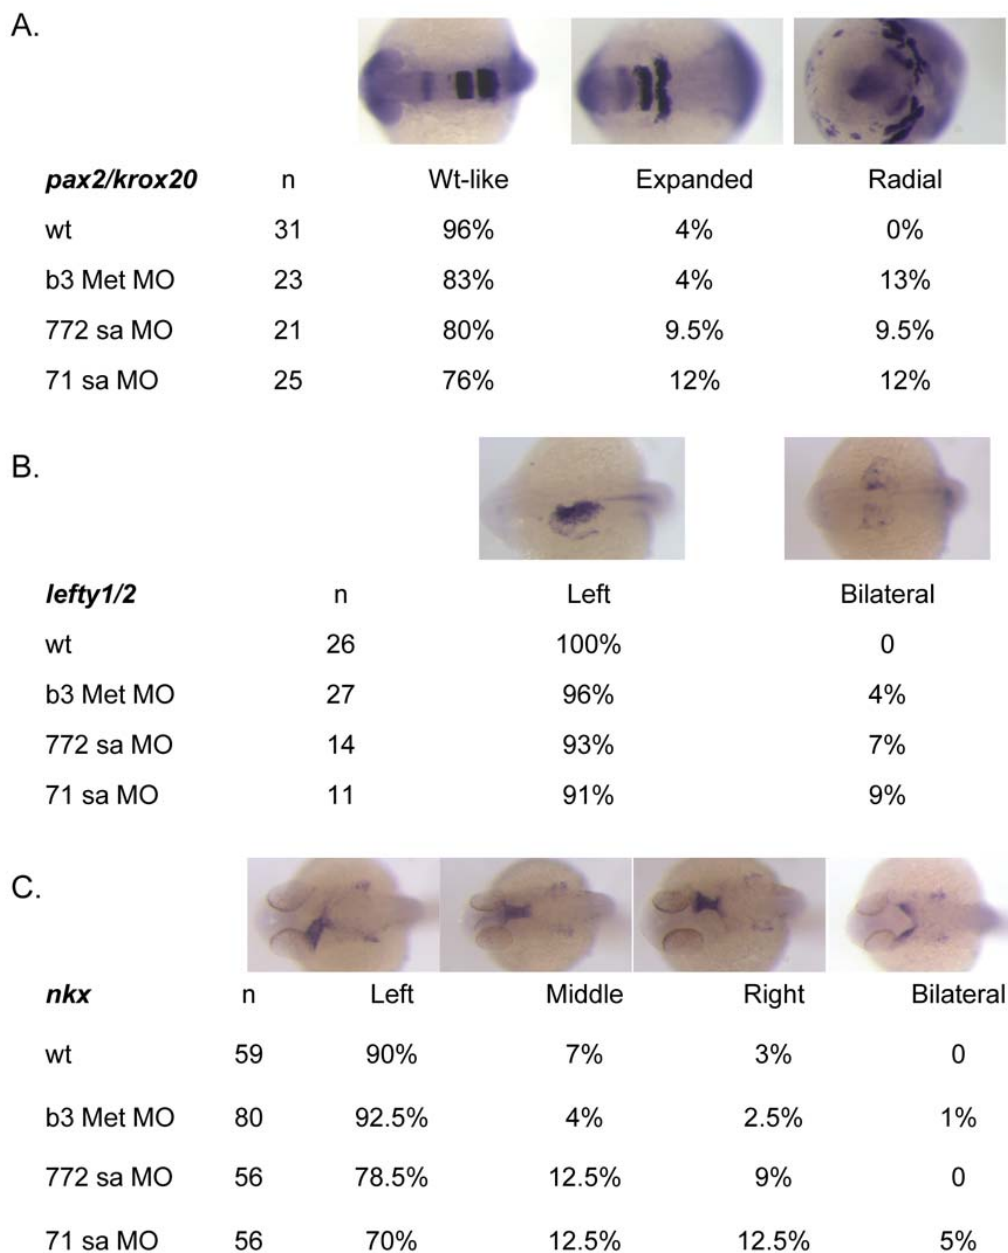 A.
pax2/krox20 n Wt-like Expanded Radial
wt 31 96% 4% 0%
b3 Met MO 23 83% 4% 13%
772 sa MO 21 80% 9.5% 9.5%
71 sa MO 25 76% 12% 12%
B.
lefty1/2 n Left Bilateral
wt 26 100% 0
b3 Met MO 27 96% 4%
772 sa MO 14 93% 7%
71 sa MO 11 91% 9%
C.
nkx n Left Middle Right Bilateral
wt 59 90% 7% 3% 0
b3 Met MO 80 92.5% 4% 2.5% 1%
772 sa MO 56 78.5% 12.5% 9% 0
71 sa MO 56 70% 12.5% 12.5% 5%